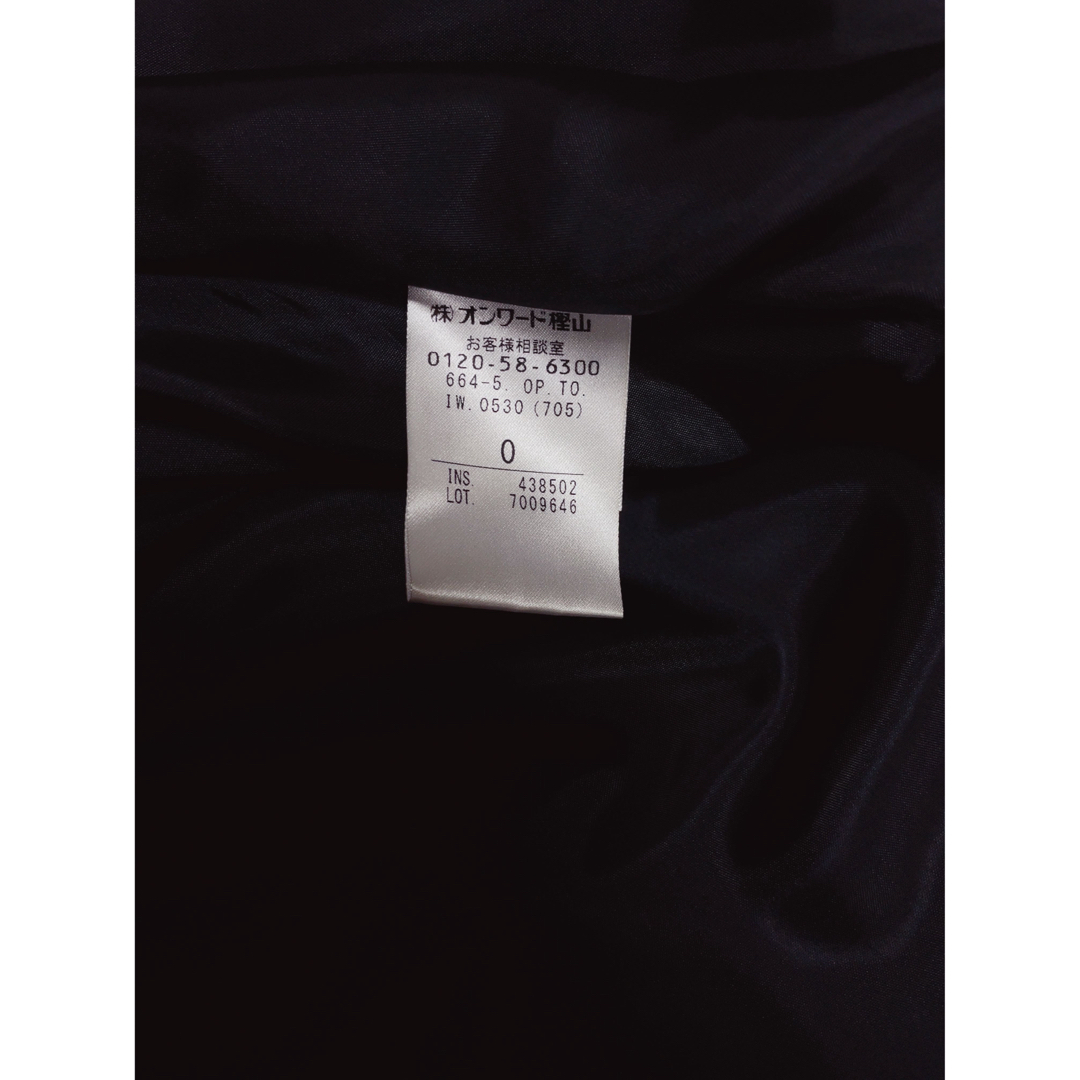 ㈱オンワード樫山
お客様相談室
0120-58-6300
664-5. OP. TO.
IW. 0530 (705)
0
INS. 438502
LOT. 7009646